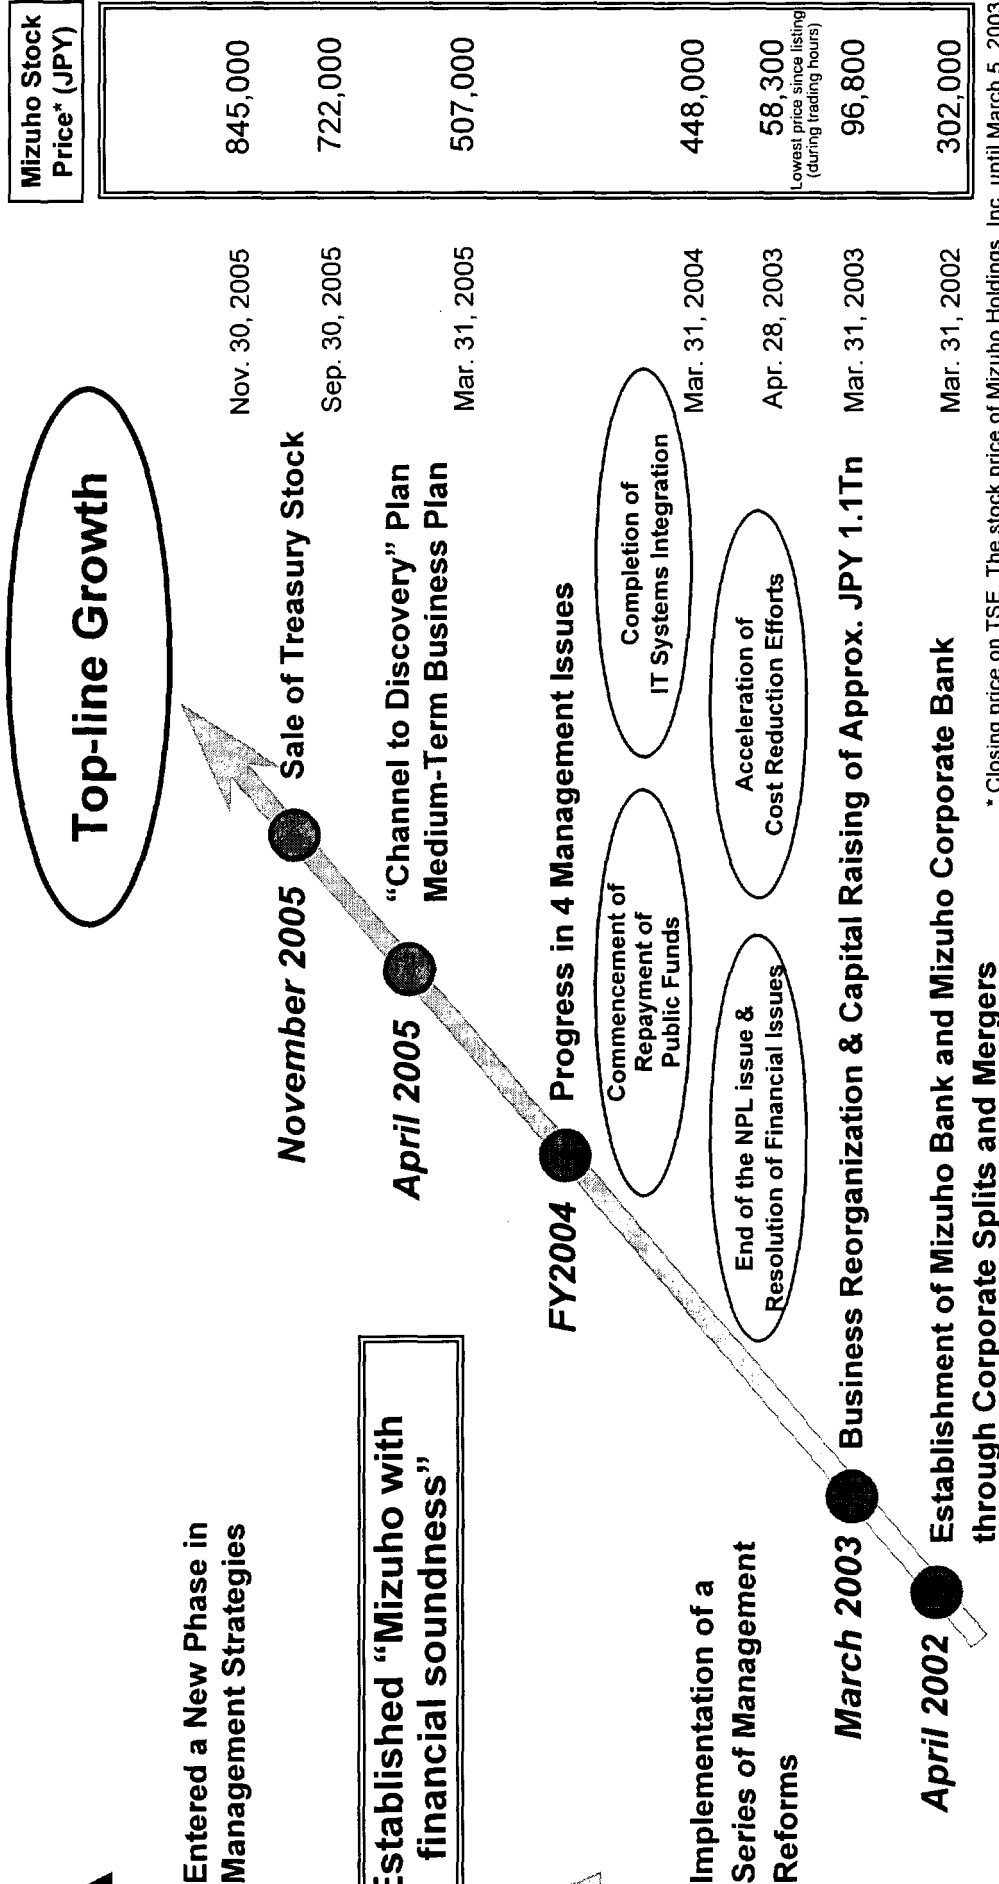 Mizuho Stock
Price* (JPY)
Top-line Growth
Entered a New Phase in
Management Strategies
November 2005
Sale of Treasury Stock
Nov. 30, 2005
845,000
Sep. 30, 2005
722,000
April 2005
“Channel to Discovery” Plan
Medium-Term Business Plan
Mar. 31, 2005
507,000
Established “Mizuho with
financial soundness”
FY2004
Progress in 4 Management Issues
Commencement of
Repayment of
Public Funds
Completion of
IT Systems Integration
Mar. 31, 2004
448,000
End of the NPL issue &
Resolution of Financial Issues
Acceleration of
Cost Reduction Efforts
Apr. 28, 2003
58,300
Lowest price since listing
(during trading hours)
Implementation of a
Series of Management
Reforms
March 2003
Business Reorganization & Capital Raising of Approx. JPY 1.1Tn
Mar. 31, 2003
96,800
April 2002
Establishment of Mizuho Bank and Mizuho Corporate Bank
through Corporate Splits and Mergers
Mar. 31, 2002
302,000
* Closing price on TSE. The stock price of Mizuho Holdings, Inc. until March 5, 2003